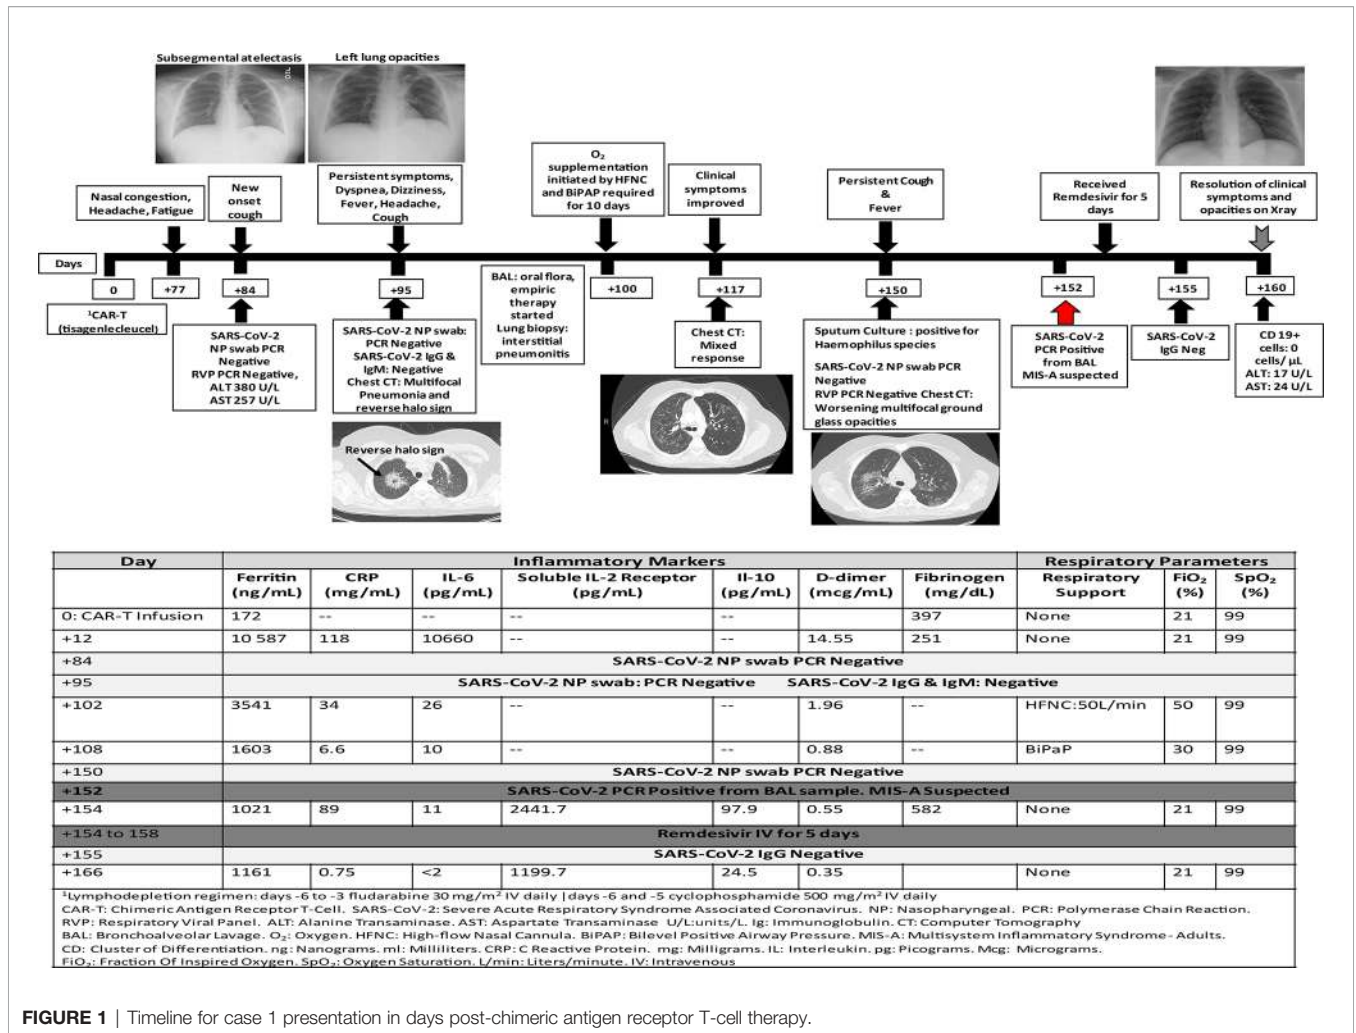 Subsegmental atelectasis
Left lung opacities
Nasal congestion,
Headache, Fatigue
New
onset
cough
Persistent symptoms,
Dyspnea, Dizziness,
Fever, Headache,
Cough
O₂
supplementation
initiated by HFNC
and BiPAP required
for 10 days
Clinical
symptoms
improved
Persistent Cough
&
Fever
Received
Remdesivir for 5
days
Resolution of clinical
symptoms and
opacities on Xray
Days
0
+77
+84
+95
+100
+117
+150
+152
+155
+160
¹CAR-T
(tisagenlecleucel)
SARS-CoV-2
NP swab PCR
Negative
RVP PCR Negative,
ALT 380 U/L
AST 257 U/L
SARS-CoV-2 NP swab:
PCR Negative
SARS-CoV-2 IgG &
IgM: Negative
Chest CT: Multifocal
Pneumonia and
reverse halo sign
Reverse halo sign
BAL: oral flora,
empiric
therapy
started
Lung biopsy:
interstitial
pneumonitis
Chest CT:
Mixed
response
R
Sputum Culture : positive for
Haemophilus species
SARS-CoV-2 NP swab PCR
Negative
RVP PCR Negative Chest CT:
Worsening multifocal ground
glass opacities
SARS-CoV-2
PCR Positive
from BAL
MIS-A suspected
SARS-CoV-2
IgG Neg
CD 19+
cells: 0
cells/ µL
ALT: 17 U/L
AST: 24 U/L
Day Inflammatory Markers Respiratory Parameters
Ferritin (ng/mL) CRP (mg/mL) IL-6 (pg/mL) Soluble IL-2 Receptor (pg/mL) Il-10 (pg/mL) D-dimer (mcg/mL) Fibrinogen (mg/dL) Respiratory Support FiO₂ (%) SpO₂ (%)
0: CAR-T Infusion 172 -- -- -- -- 397 None 21 99
+12 10 587 118 10660 -- -- 14.55 251 None 21 99
+84 SARS-CoV-2 NP swab PCR Negative
+95 SARS-CoV-2 NP swab: PCR Negative SARS-CoV-2 IgG & IgM: Negative
+102 3541 34 26 -- -- 1.96 -- HFNC:50L/min 50 99
+108 1603 6.6 10 -- -- 0.88 -- BiPaP 30 99
+150 SARS-CoV-2 NP swab PCR Negative
+152 SARS-CoV-2 PCR Positive from BAL sample. MIS-A Suspected
+154 1021 89 11 2441.7 97.9 0.55 582 None 21 99
+154 to 158 Remdesivir IV for 5 days
+155 SARS-CoV-2 IgG Negative
+166 1161 0.75 <2 1199.7 24.5 0.35 None 21 99
¹Lymphodepletion regimen: days -6 to -3 fludarabine 30 mg/m² IV daily |days -6 and -5 cyclophosphamide 500 mg/m² IV daily
CAR-T: Chimeric Antigen Receptor T-Cell. SARS-CoV-2: Severe Acute Respiratory Syndrome Associated Coronavirus. NP: Nasopharyngeal. PCR: Polymerase Chain Reaction.
RVP: Respiratory Viral Panel. ALT: Alanine Transaminase. AST: Aspartate Transaminase U/L:units/L. Ig: Immunoglobulin. CT: Computer Tomography
BAL: Bronchoalveolar Lavage. O₂: Oxygen. HFNC: High-flow Nasal Cannula. BiPAP: Bilevel Positive Airway Pressure. MIS-A: Multisystem Inflammatory Syndrome- Adults.
CD: Cluster of Differentiation. ng: Nanograms. ml: Milliliters. CRP: C Reactive Protein. mg: Milligrams. IL: Interleukin. pg: Picograms. Mcg: Micrograms.
FiO₂: Fraction Of Inspired Oxygen. SpO₂: Oxygen Saturation. L/min: Liters/minute. IV: Intravenous
FIGURE 1 | Timeline for case 1 presentation in days post-chimeric antigen receptor T-cell therapy.